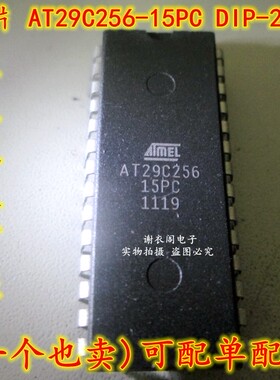 AT29C256-15PC DIP-2
ATMEL
AT29C256
15PC
1119
谢衣阁电子
实物拍摄 盗图必究
一个也卖)可配单配